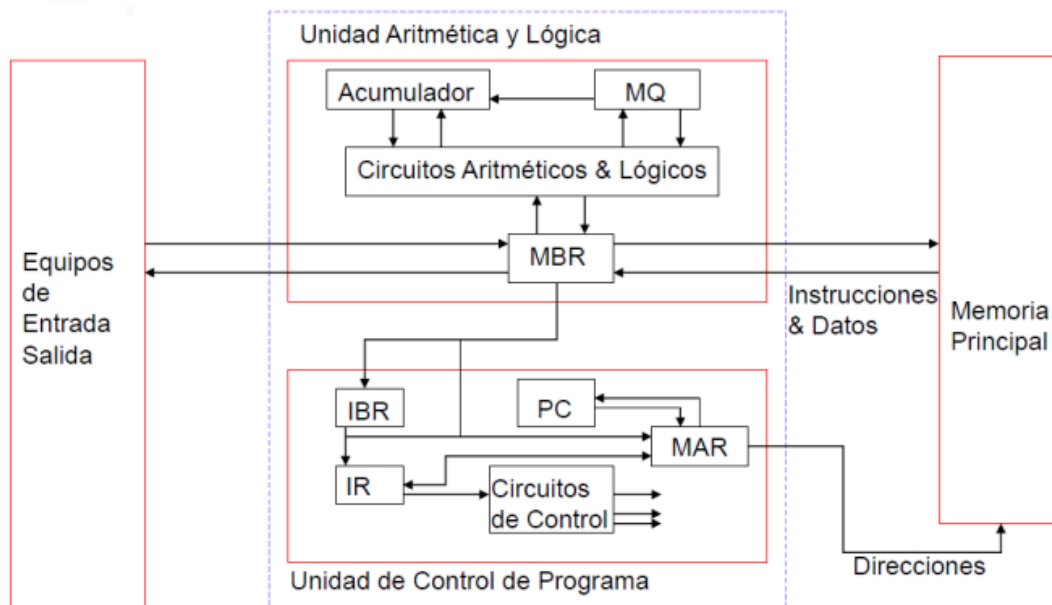 Unidad Aritmética y Lógica
Acumulador
MQ
Circuitos Aritméticos & Lógicos
MBR
Equipos
de
Entrada
Salida
Instrucciones
& Datos
Memoria
Principal
IBR
PC
MAR
IR
Circuitos
de Control
Direcciones
Unidad de Control de Programa